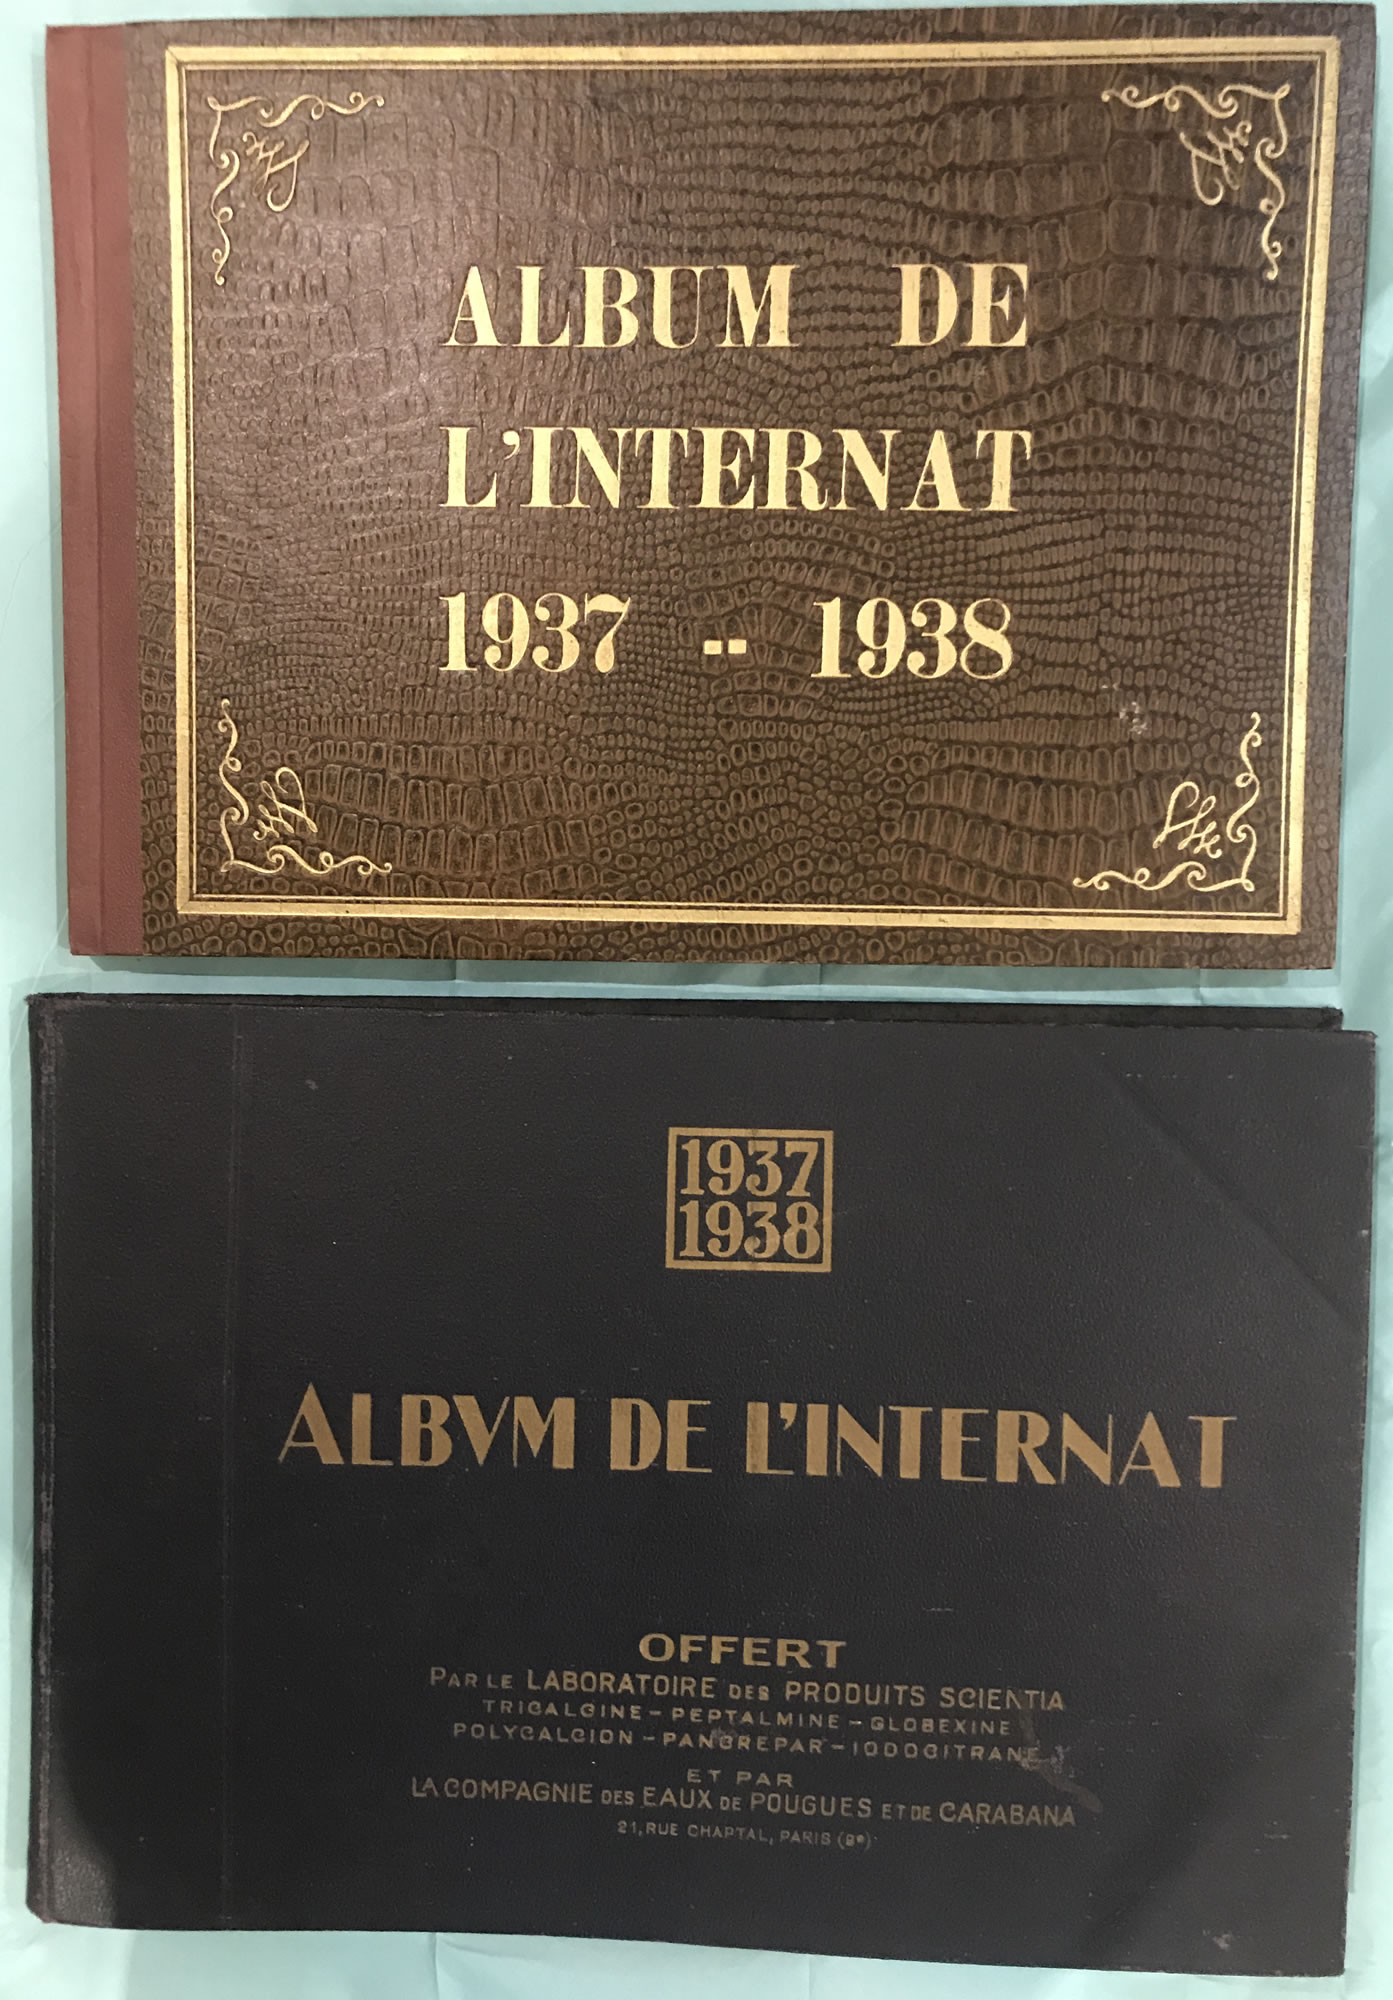 ALBUM DE
L'INTERNAT
1937 -- 1938
1937
1938
ALBVM DE L'INTERNAT
OFFERT
PAR LE LABORATOIRE DES PRODUITS SCIENTIA
TRICALCINE – PEPTALMINE – GLOBEXINE
POLYCALCION – PANCREPAR – IODOCITRANE
ET PAR
LA COMPAGNIE DES EAUX DE POUGUES ET DE CARABANA
21, RUE CHAPTAL, PARIS (9e)